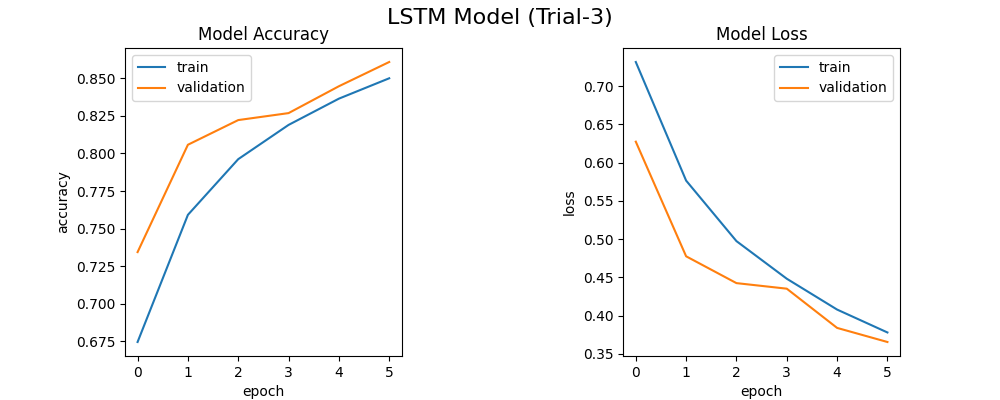 LSTM Model (Trial-3)
Model Accuracy
train
validation
0.850
0.825
0.800
0.775
0.750
0.725
0.700
0.675
accuracy
0 1 2 3 4 5
epoch
Model Loss
train
validation
0.70
0.65
0.60
0.55
0.50
0.45
0.40
0.35
loss
0 1 2 3 4 5
epoch